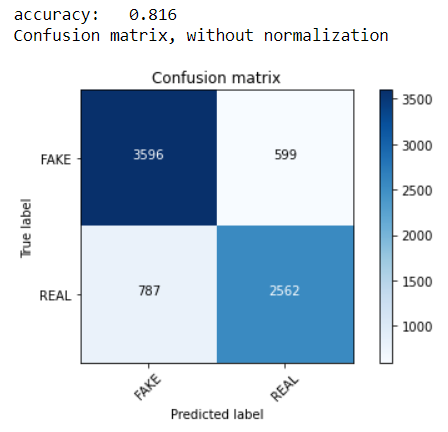 accuracy:   0.816
Confusion matrix, without normalization
Confusion matrix
True label
FAKE
REAL
3596
599
787
2562
FAKE
REAL
Predicted label
3500
3000
2500
2000
1500
1000